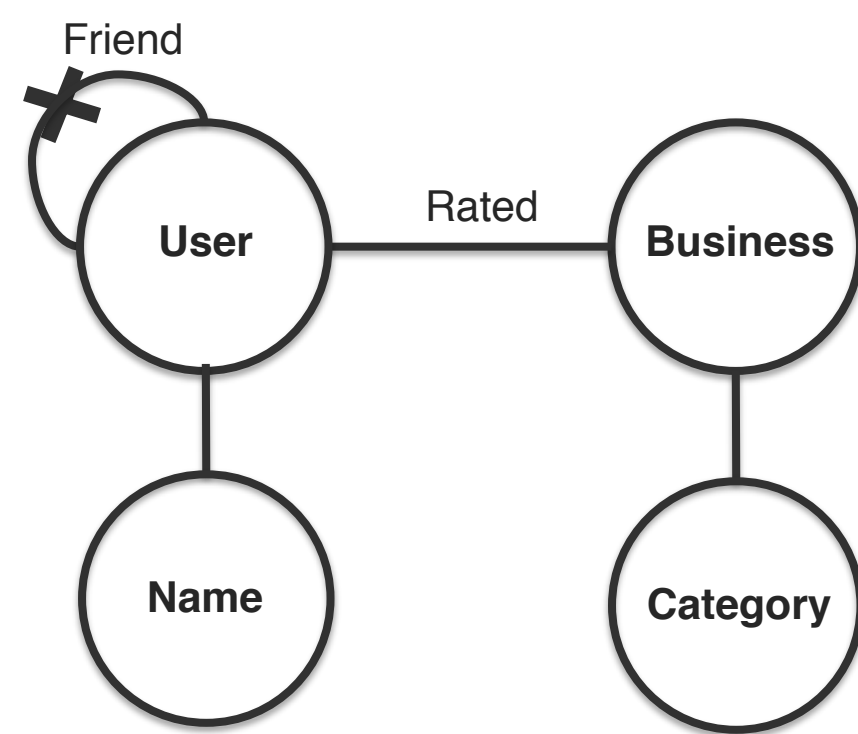 Friend
Rated
User
Business
Name
Category